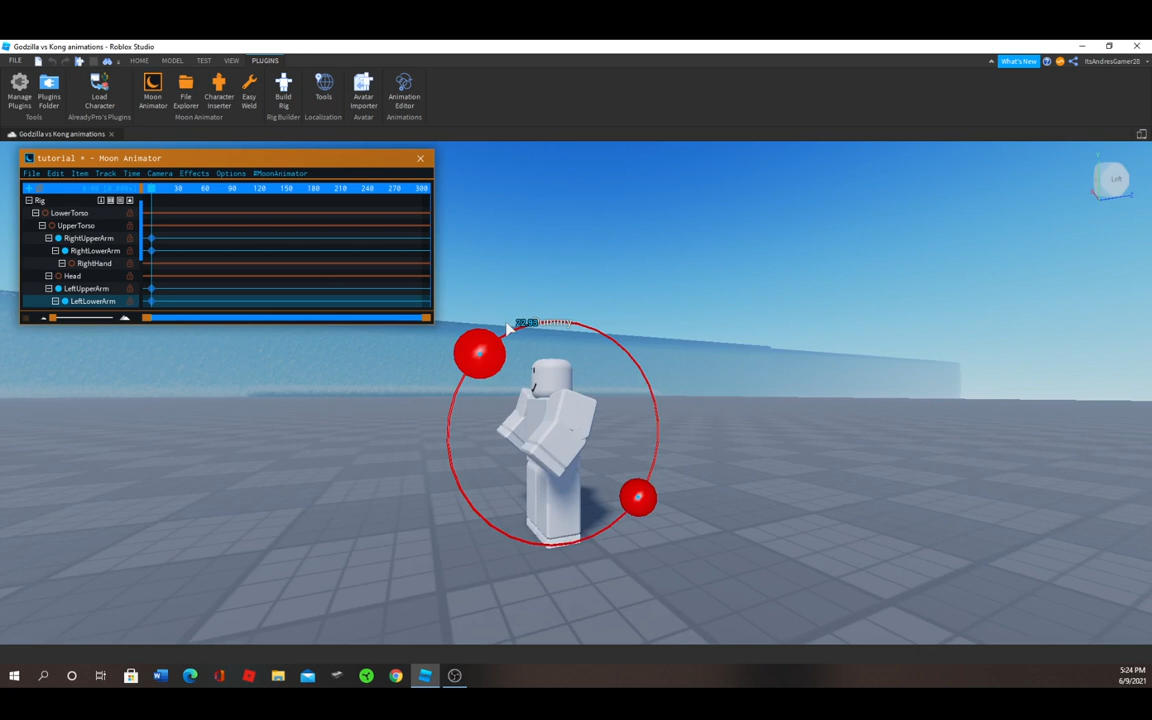 Godzilla vs Kong animations - Roblox Studio
FILE HOME MODEL TEST VIEW PLUGINS What's New ItsAndresGamer28
Manage Plugins
Plugins Folder
Load Character
Moon Animator
File Explorer
Character Inserter
Easy Weld
Build Rig
Tools
Avatar Importer
Animation Editor
Tools AlreadyPro's Plugins Moon Animator Rig Builder Localization Avatar Animations
Godzilla vs Kong animations
tutorial * - Moon Animator
File Edit Item Track Time Camera Effects Options #MoonAnimator
30 60 90 120 150 180 210 240 270 300
Rig
LowerTorso
UpperTorso
RightUpperArm
RightLowerArm
RightHand
Head
LeftUpperArm
LeftLowerArm
22.93
Left
5:24 PM
6/9/2021